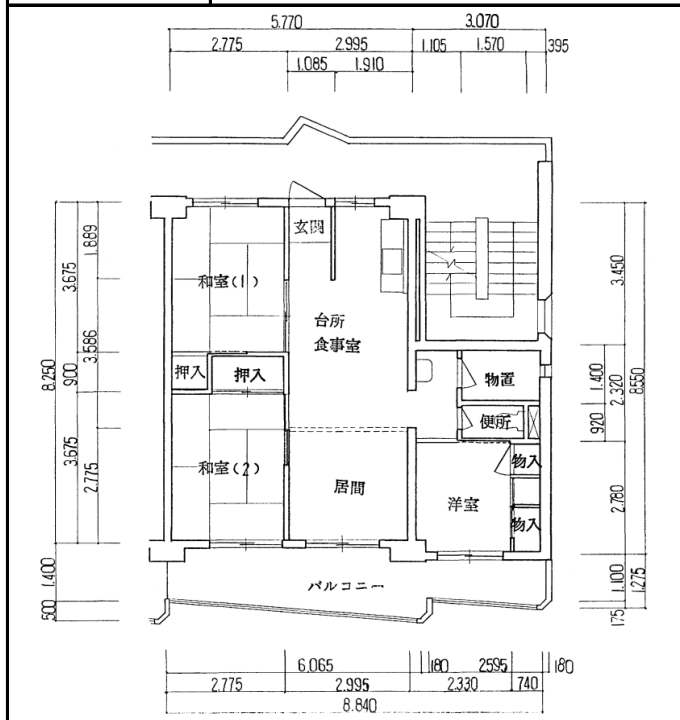 5.770 3.070
2.775 2.995 1.105 1.570 395
1.085 1.910
玄関
和室(1)
台所
食事室
押入 押入
物置
便所
和室(2)
居間
洋室
物入
物入
バルコニー
8.250
3.675 900 3.675
1.889 3.586 2.775
1.400
500
3.450
1.400 2.320 8.550
920
2.780
1.100 1.275
175
6.065 180 2595 180
2.775 2.995 2.330 740
8.840